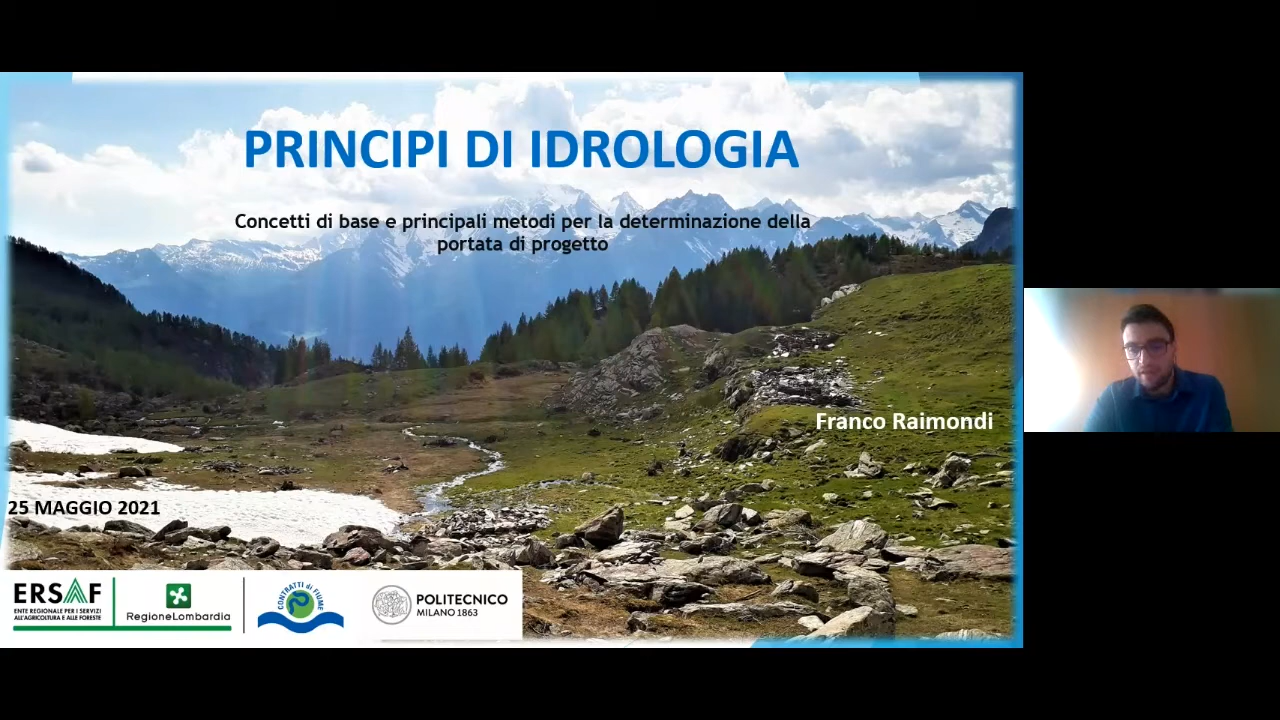 PRINCIPI DI IDROLOGIA
Concetti di base e principali metodi per la determinazione della
portata di progetto
Franco Raimondi
25 MAGGIO 2021
ERSAF
ENTE REGIONALE PER I SERVIZI
ALL'AGRICOLTURA E ALLE FORESTE
RegioneLombardia
CONTRATTI di FIUME
POLITECNICO
MILANO 1863